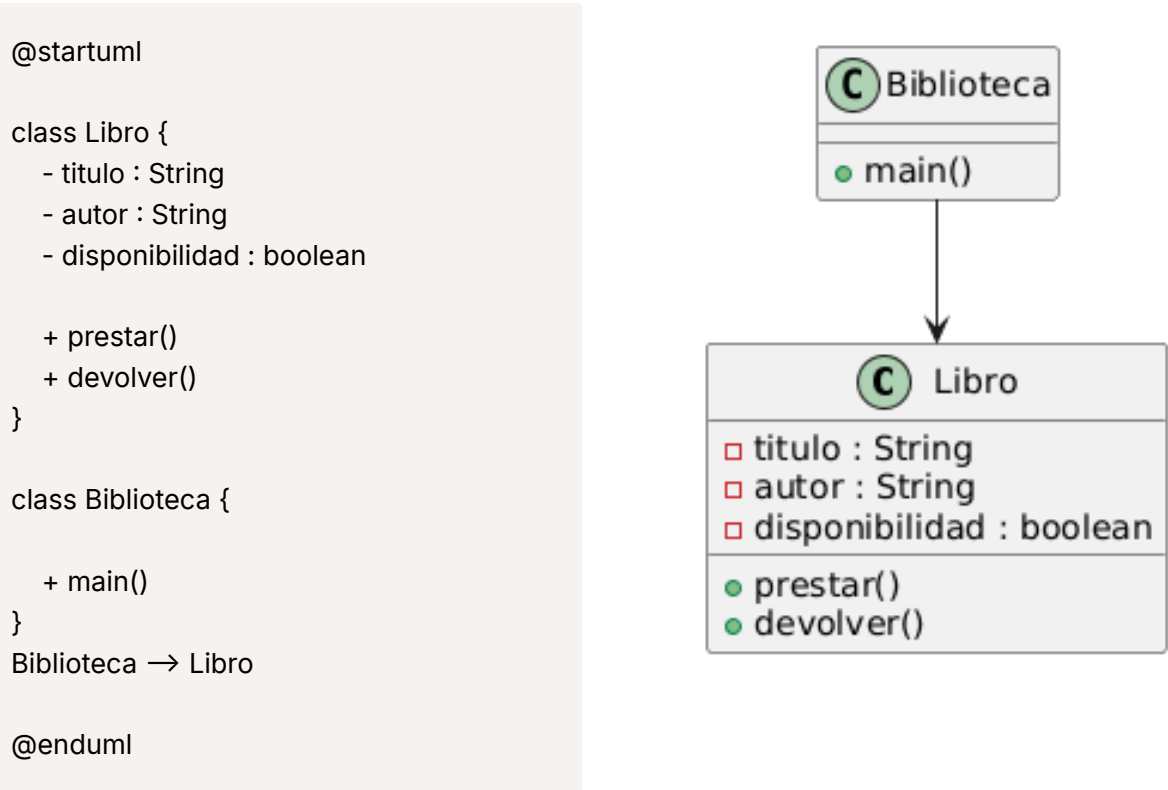 @startuml
class Libro {
- titulo : String
- autor : String
- disponibilidad : boolean
+ prestar()
+ devolver()
}
class Biblioteca {
+ main()
}
Biblioteca --> Libro
@enduml
C Biblioteca
main()
C Libro
titulo : String
autor : String
disponibilidad : boolean
prestar()
devolver()